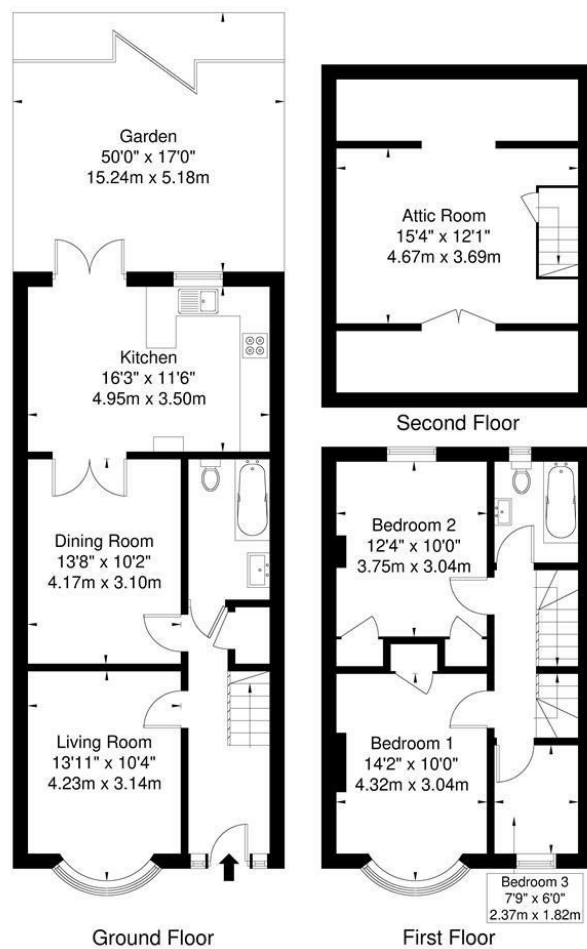 Garden
50'0" x 17'0"
15.24m x 5.18m
Kitchen
16'3" x 11'6"
4.95m x 3.50m
Dining Room
13'8" x 10'2"
4.17m x 3.10m
Living Room
13'11" x 10'4"
4.23m x 3.14m
Ground Floor
Attic Room
15'4" x 12'1"
4.67m x 3.69m
Second Floor
Bedroom 2
12'4" x 10'0"
3.75m x 3.04m
Bedroom 1
14'2" x 10'0"
4.32m x 3.04m
Bedroom 3
7'9" x 6'0"
2.37m x 1.82m
First Floor